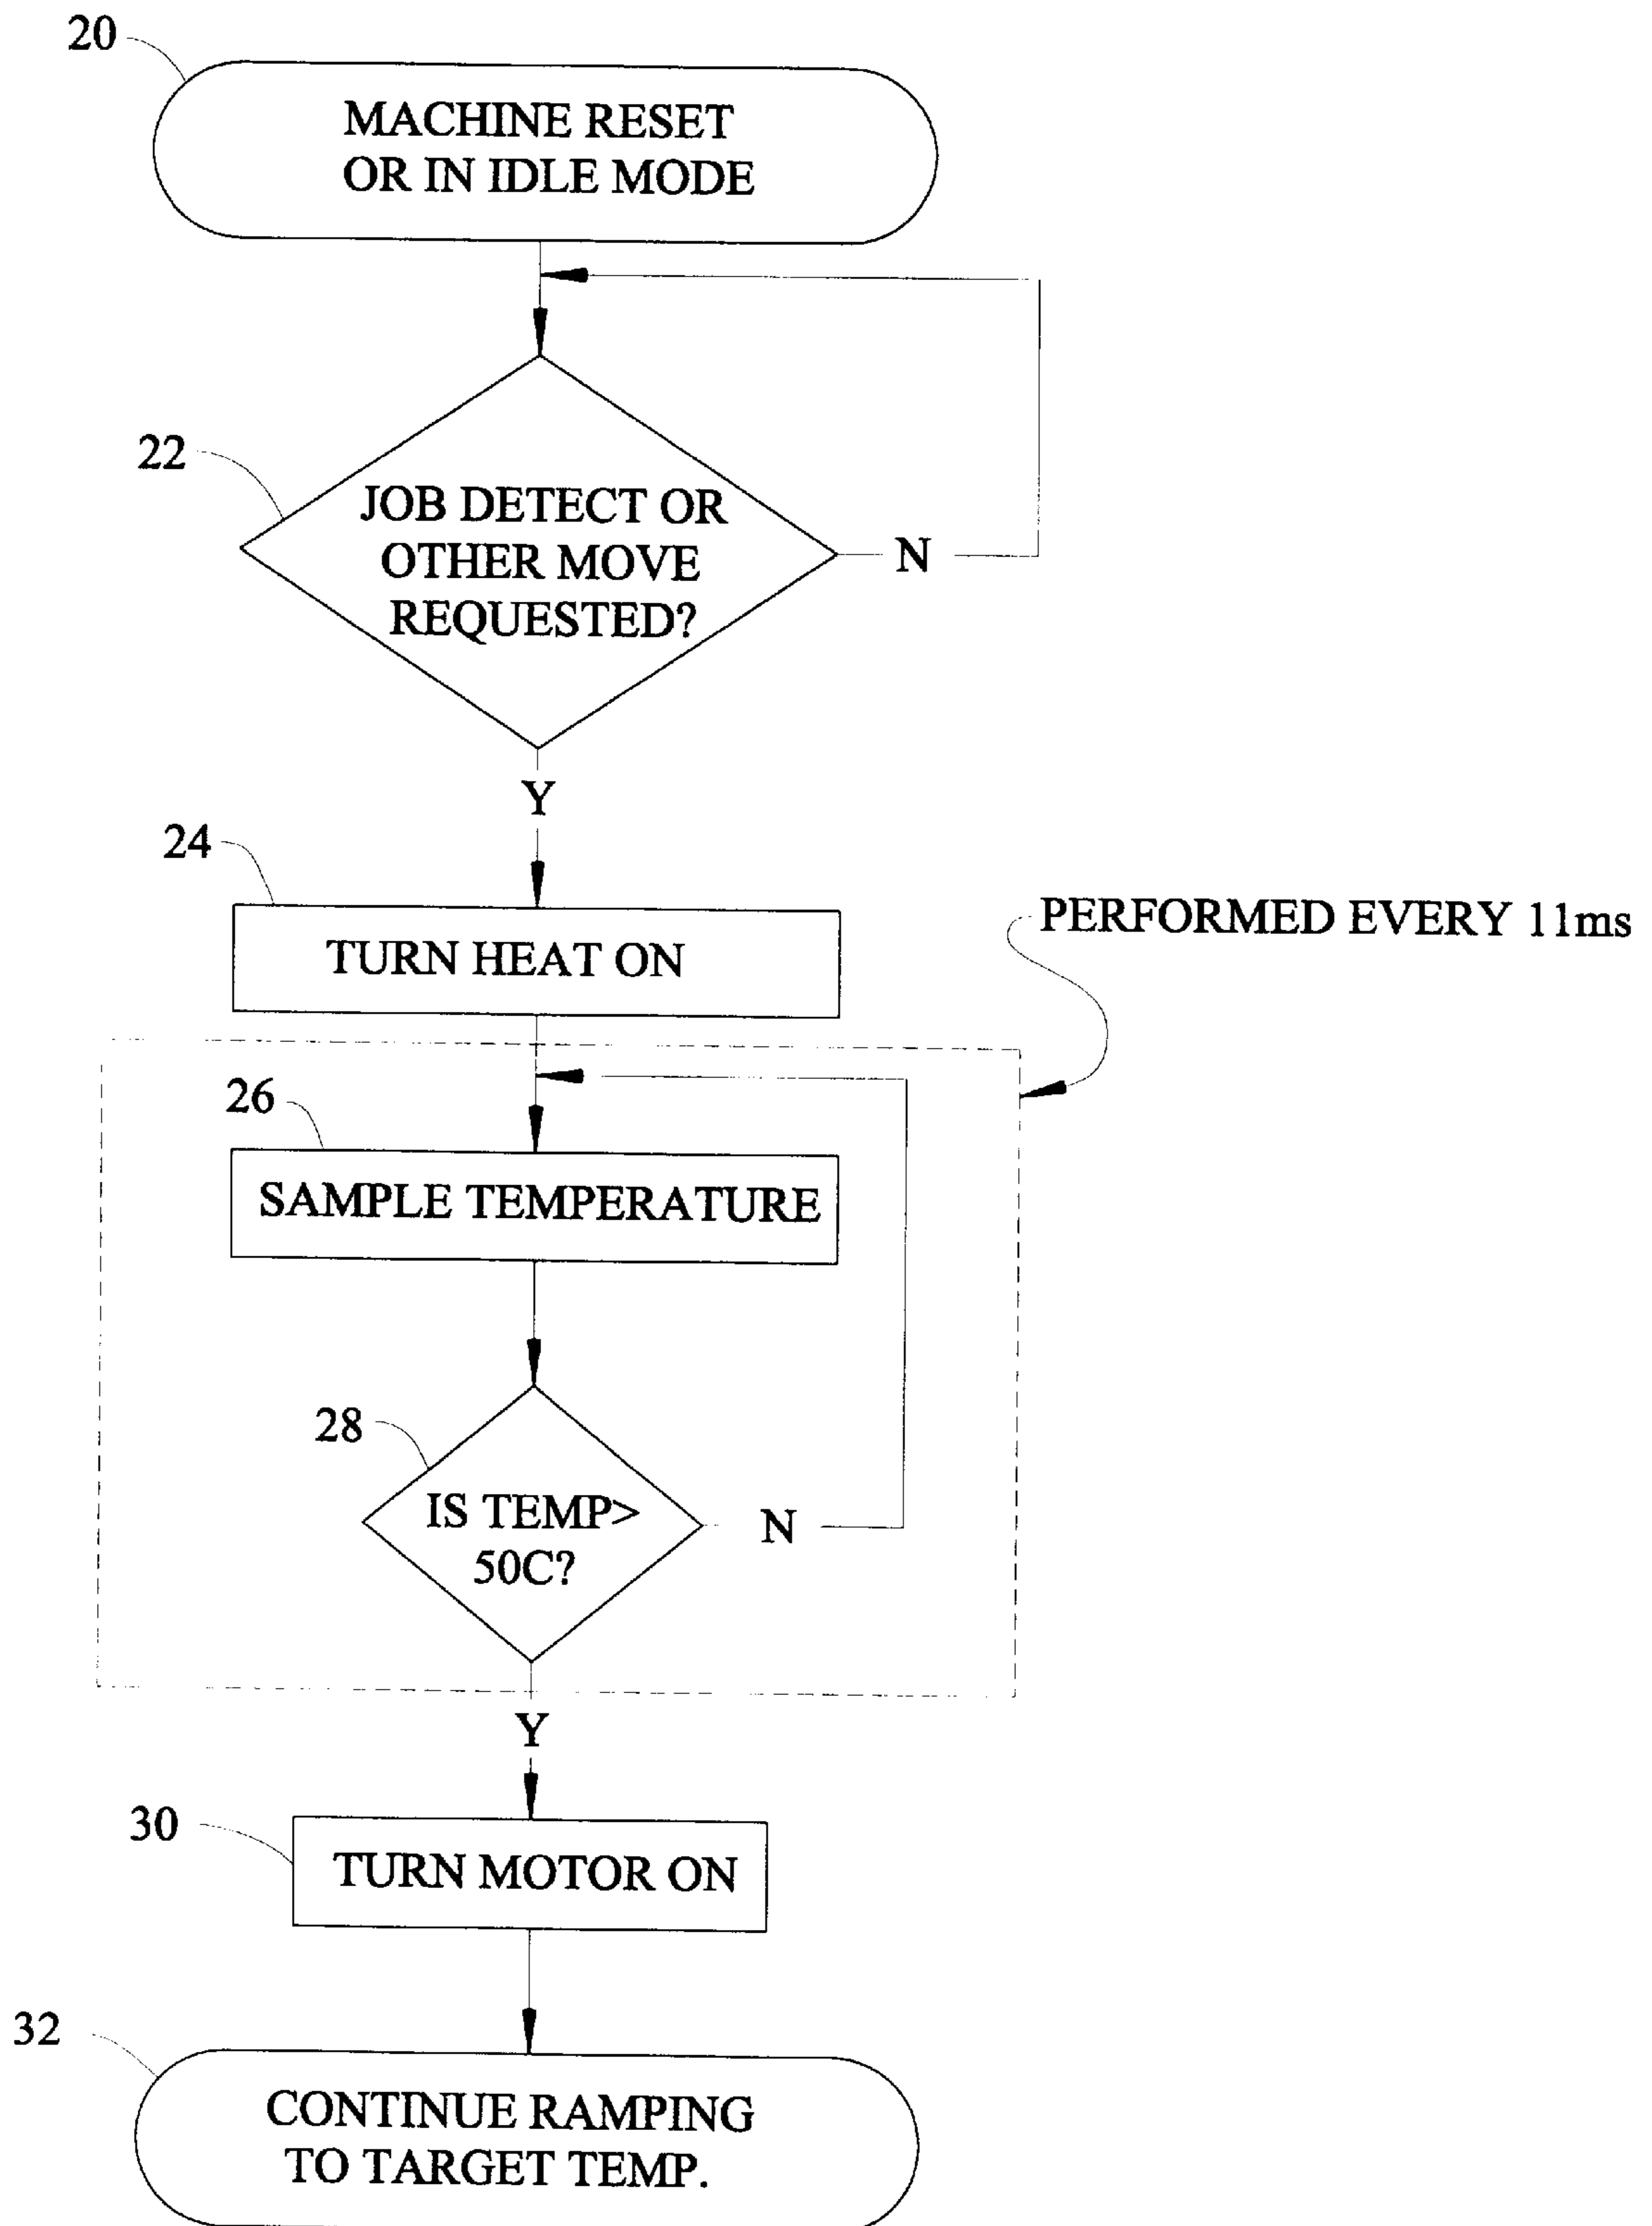 20
MACHINE RESET
OR IN IDLE MODE
22
JOB DETECT OR
OTHER MOVE
REQUESTED?
N
Y
24
TURN HEAT ON
PERFORMED EVERY 11ms
26
SAMPLE TEMPERATURE
28
IS TEMP>
50C?
N
Y
30
TURN MOTOR ON
32
CONTINUE RAMPING
TO TARGET TEMP.